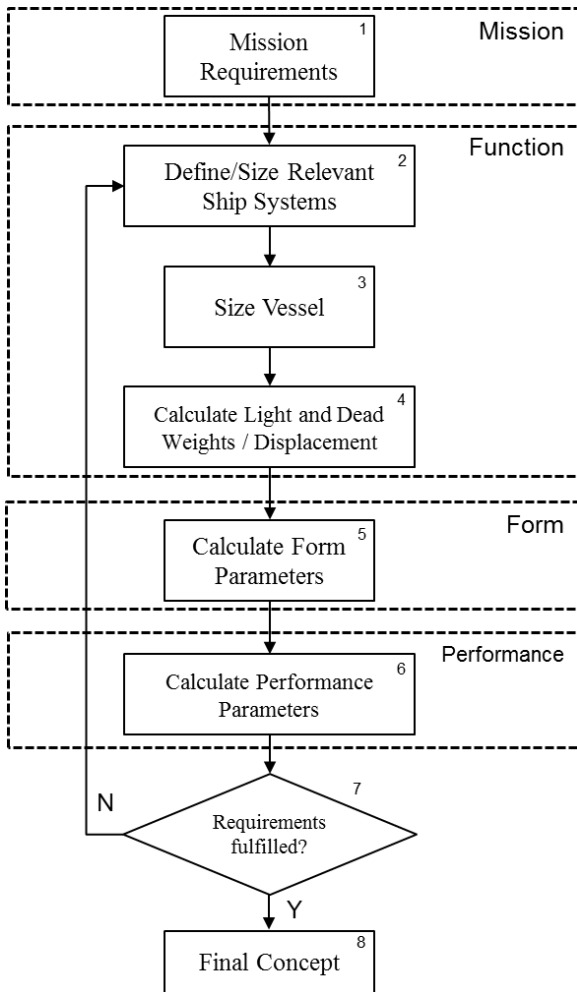 1
Mission
Mission
Requirements
Function
2
Define/Size Relevant
Ship Systems
3
Size Vessel
4
Calculate Light and Dead
Weights / Displacement
Form
5
Calculate Form
Parameters
Performance
6
Calculate Performance
Parameters
7
N
Requirements
fulfilled?
Y
8
Final Concept